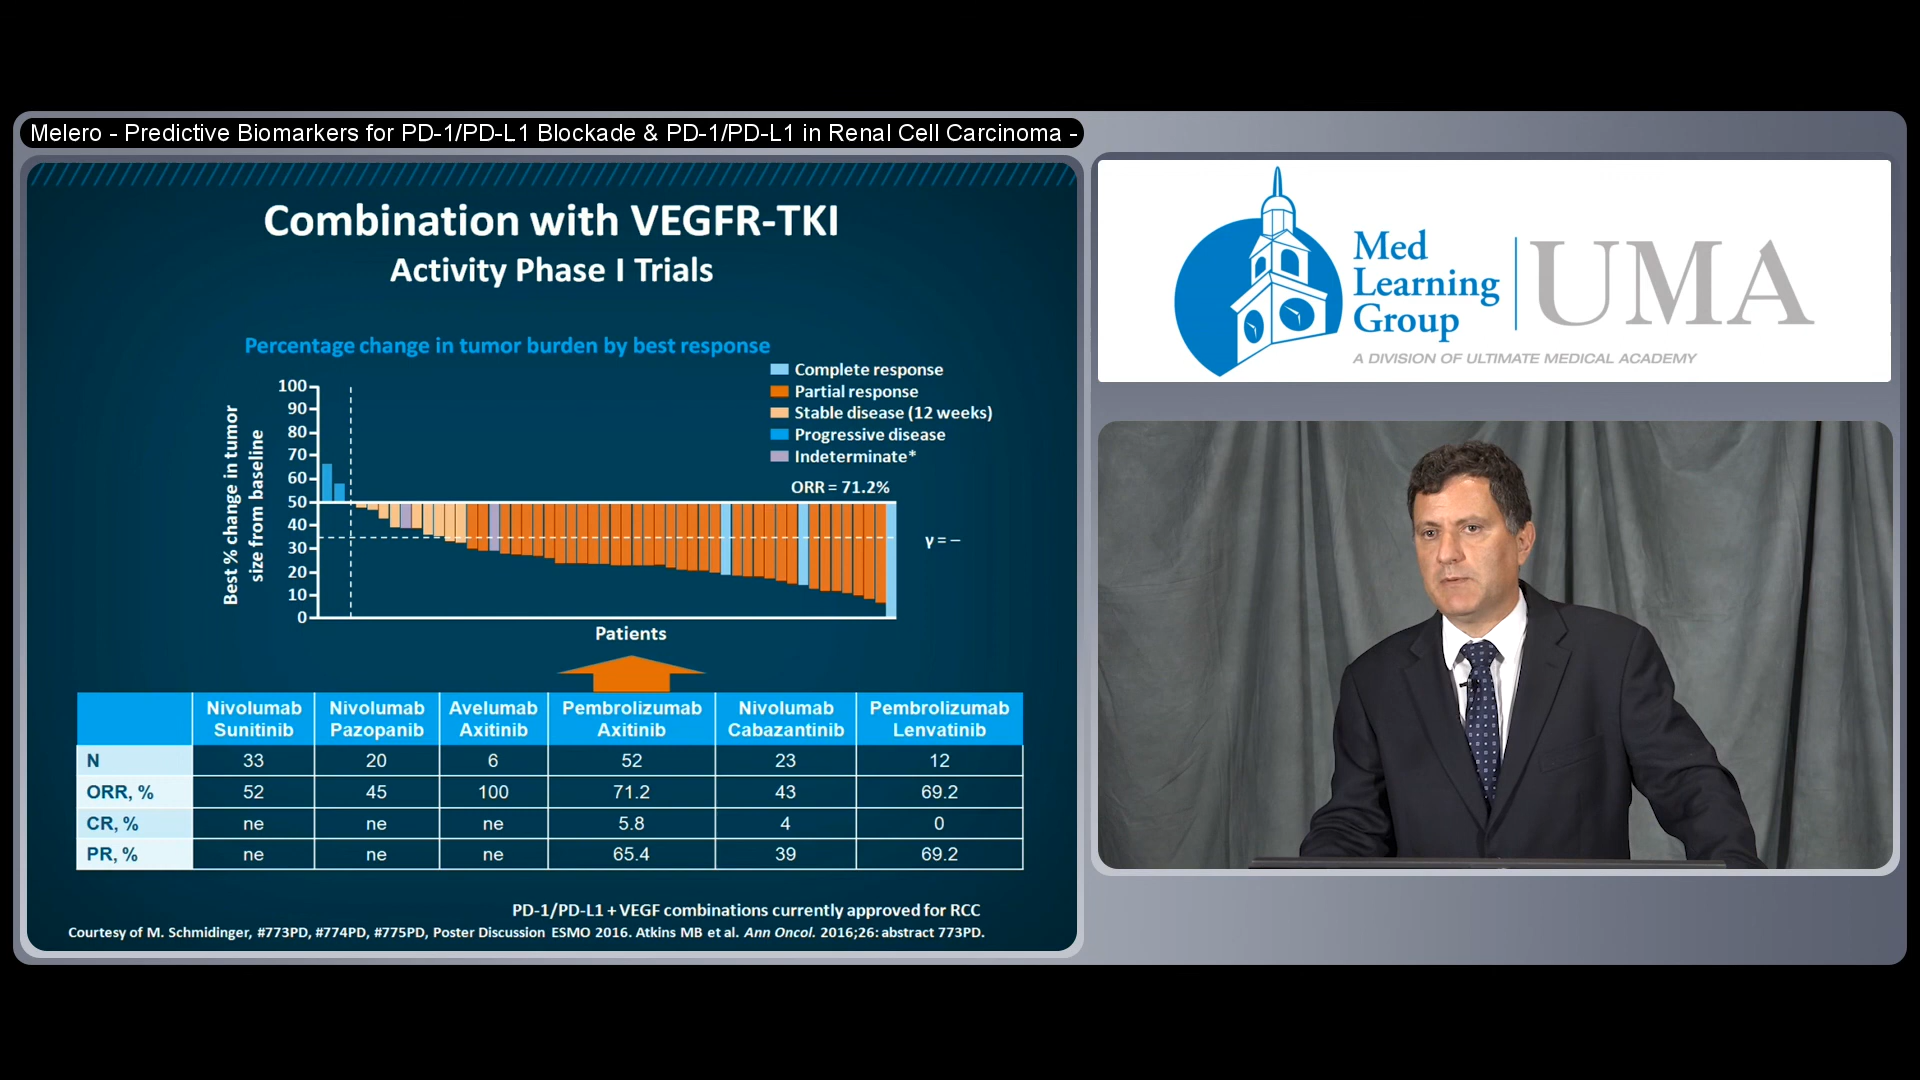 Melero - Predictive Biomarkers for PD-1/PD-L1 Blockade & PD-1/PD-L1 in Renal Cell Carcinoma -
Combination with VEGFR-TKI
Activity Phase I Trials
Percentage change in tumor burden by best response
Complete response
Partial response
Stable disease (12 weeks)
Progressive disease
Indeterminate*
ORR = 71.2%
Best % change in tumor
size from baseline
100
90
80
70
60
50
40
30
20
10
0
γ = –
Patients
Nivolumab Sunitinib | Nivolumab Pazopanib | Avelumab Axitinib | Pembrolizumab Axitinib | Nivolumab Cabazantinib | Pembrolizumab Lenvatinib
N 33 20 6 52 23 12
ORR, % 52 45 100 71.2 43 69.2
CR, % ne ne ne 5.8 4 0
PR, % ne ne ne 65.4 39 69.2
PD-1/PD-L1 + VEGF combinations currently approved for RCC
Courtesy of M. Schmidinger, #773PD, #774PD, #775PD, Poster Discussion ESMO 2016. Atkins MB et al. Ann Oncol. 2016;26: abstract 773PD.
Med
Learning
Group
UMA
A DIVISION OF ULTIMATE MEDICAL ACADEMY